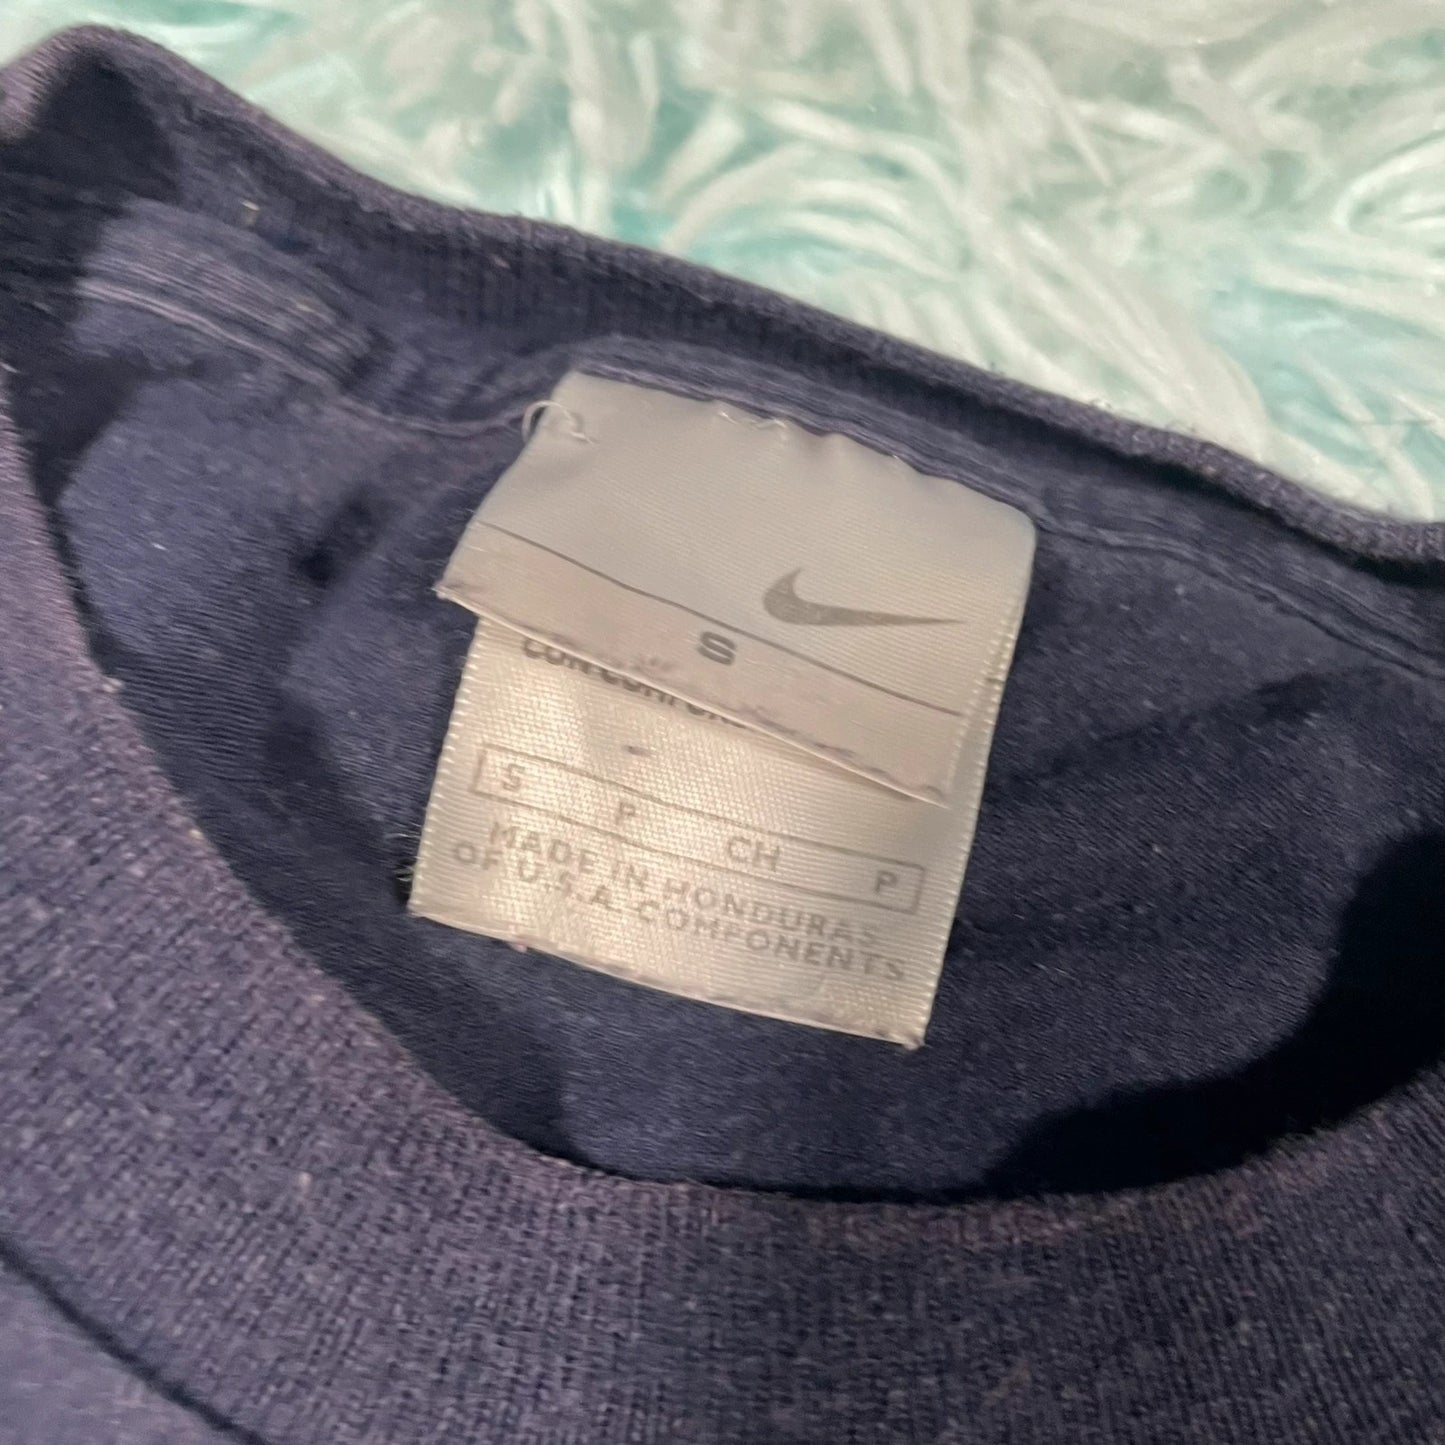 S
S P CH P
MADE IN HONDURAS
OF U.S.A. COMPONENTS